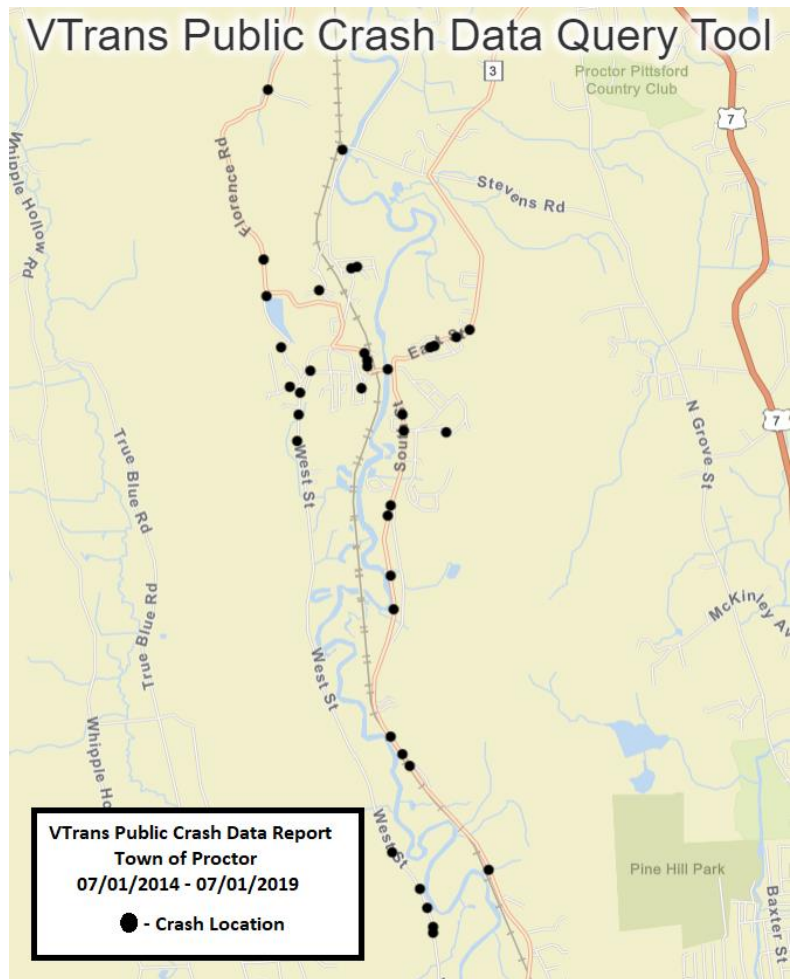 VTrans Public Crash Data Query Tool
3
Proctor Pittsford
Country Club
7
Whipple Hollow Rd
Florence Rd
Stevens Rd
East St
N Grove St
7
South St
True Blue Rd
West St
McKinley Av
True Blue Rd
West St
Whipple Ho
West St
Pine Hill Park
Baxter St
VTrans Public Crash Data Report
Town of Proctor
07/01/2014 - 07/01/2019
- Crash Location